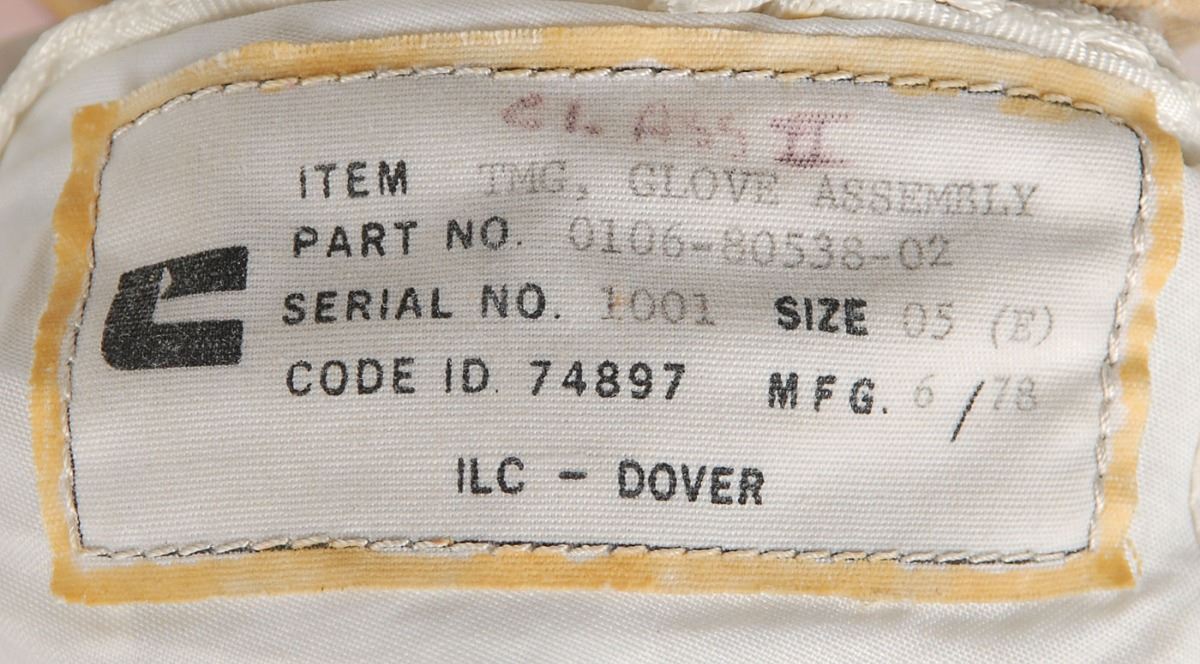 CLASS II
ITEM TMG, GLOVE ASSEMBLY
PART NO. 0106-80538-02
SERIAL NO. 1001 SIZE 05 (E)
CODE ID. 74897 MFG. 6/78
ILC - DOVER